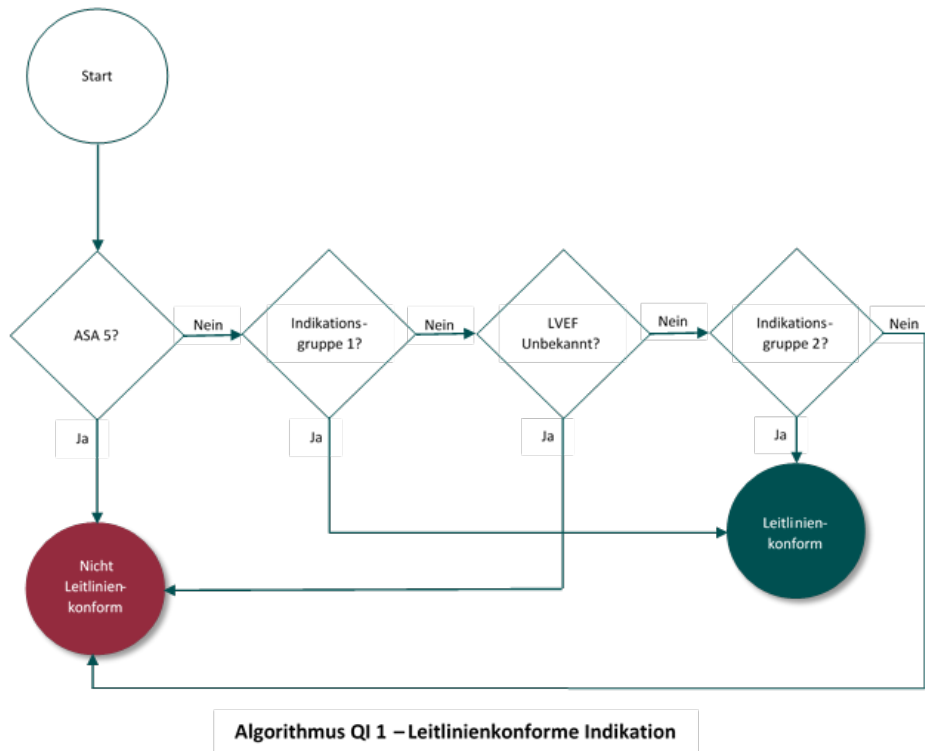 Start
ASA 5?
Nein
Indikations-
gruppe 1?
Nein
LVEF
Unbekannt?
Nein
Indikations-
gruppe 2?
Nein
Ja
Ja
Ja
Ja
Nicht
Leitlinien-
konform
Leitlinien-
konform
Algorithmus QI 1 – Leitlinienkonforme Indikation